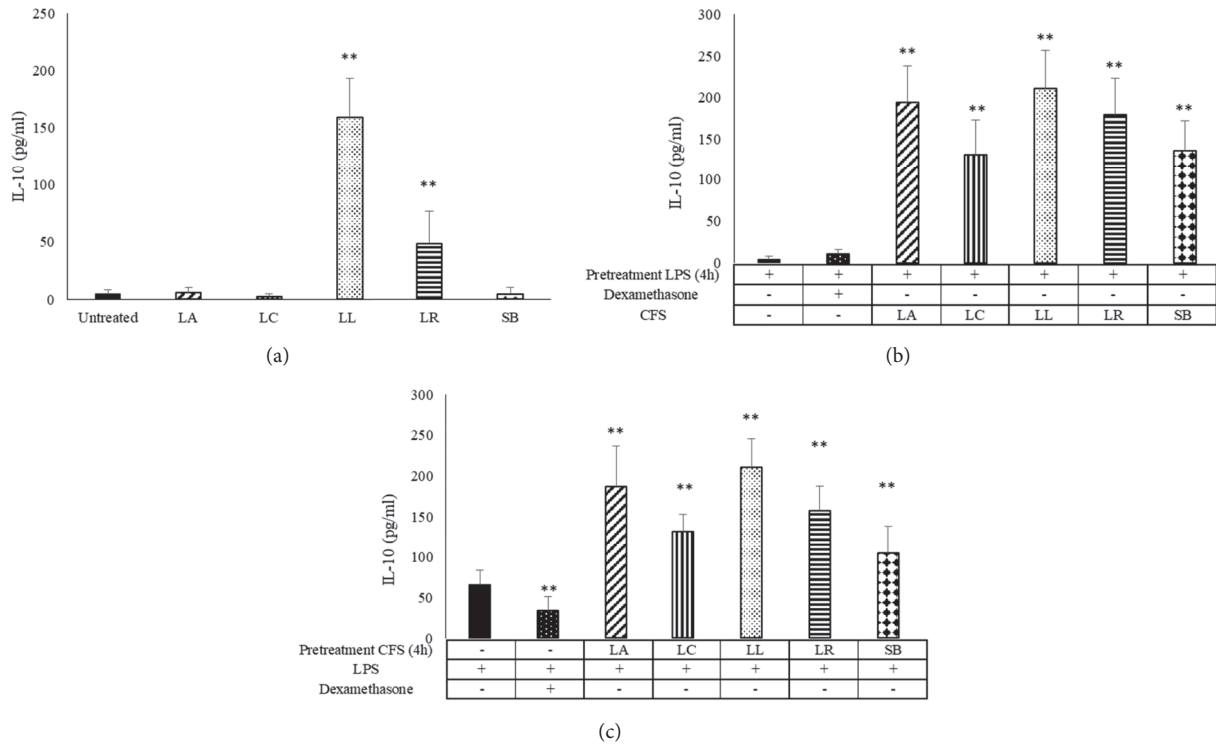 250
200
150
100
50
0
IL-10 (pg/ml)
**
**
Untreated LA LC LL LR SB
(a)
300
250
200
150
100
50
0
IL-10 (pg/ml)
** ** ** ** **
Pretreatment LPS (4h) + + + + + + +
Dexamethasone - + - - - - -
CFS - - LA LC LL LR SB
(b)
300
250
200
150
100
50
0
IL-10 (pg/ml)
** ** ** ** ** **
Pretreatment CFS (4h) - - LA LC LL LR SB
LPS + + + + + + +
Dexamethasone - + - - - - -
(c)